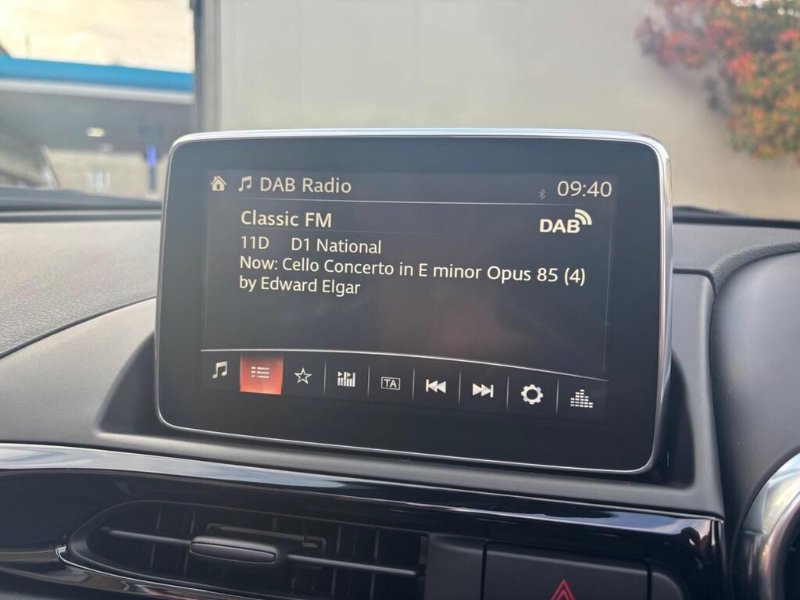 DAB Radio
09:40
Classic FM
DAB
11D D1 National
Now: Cello Concerto in E minor Opus 85 (4)
by Edward Elgar
TA